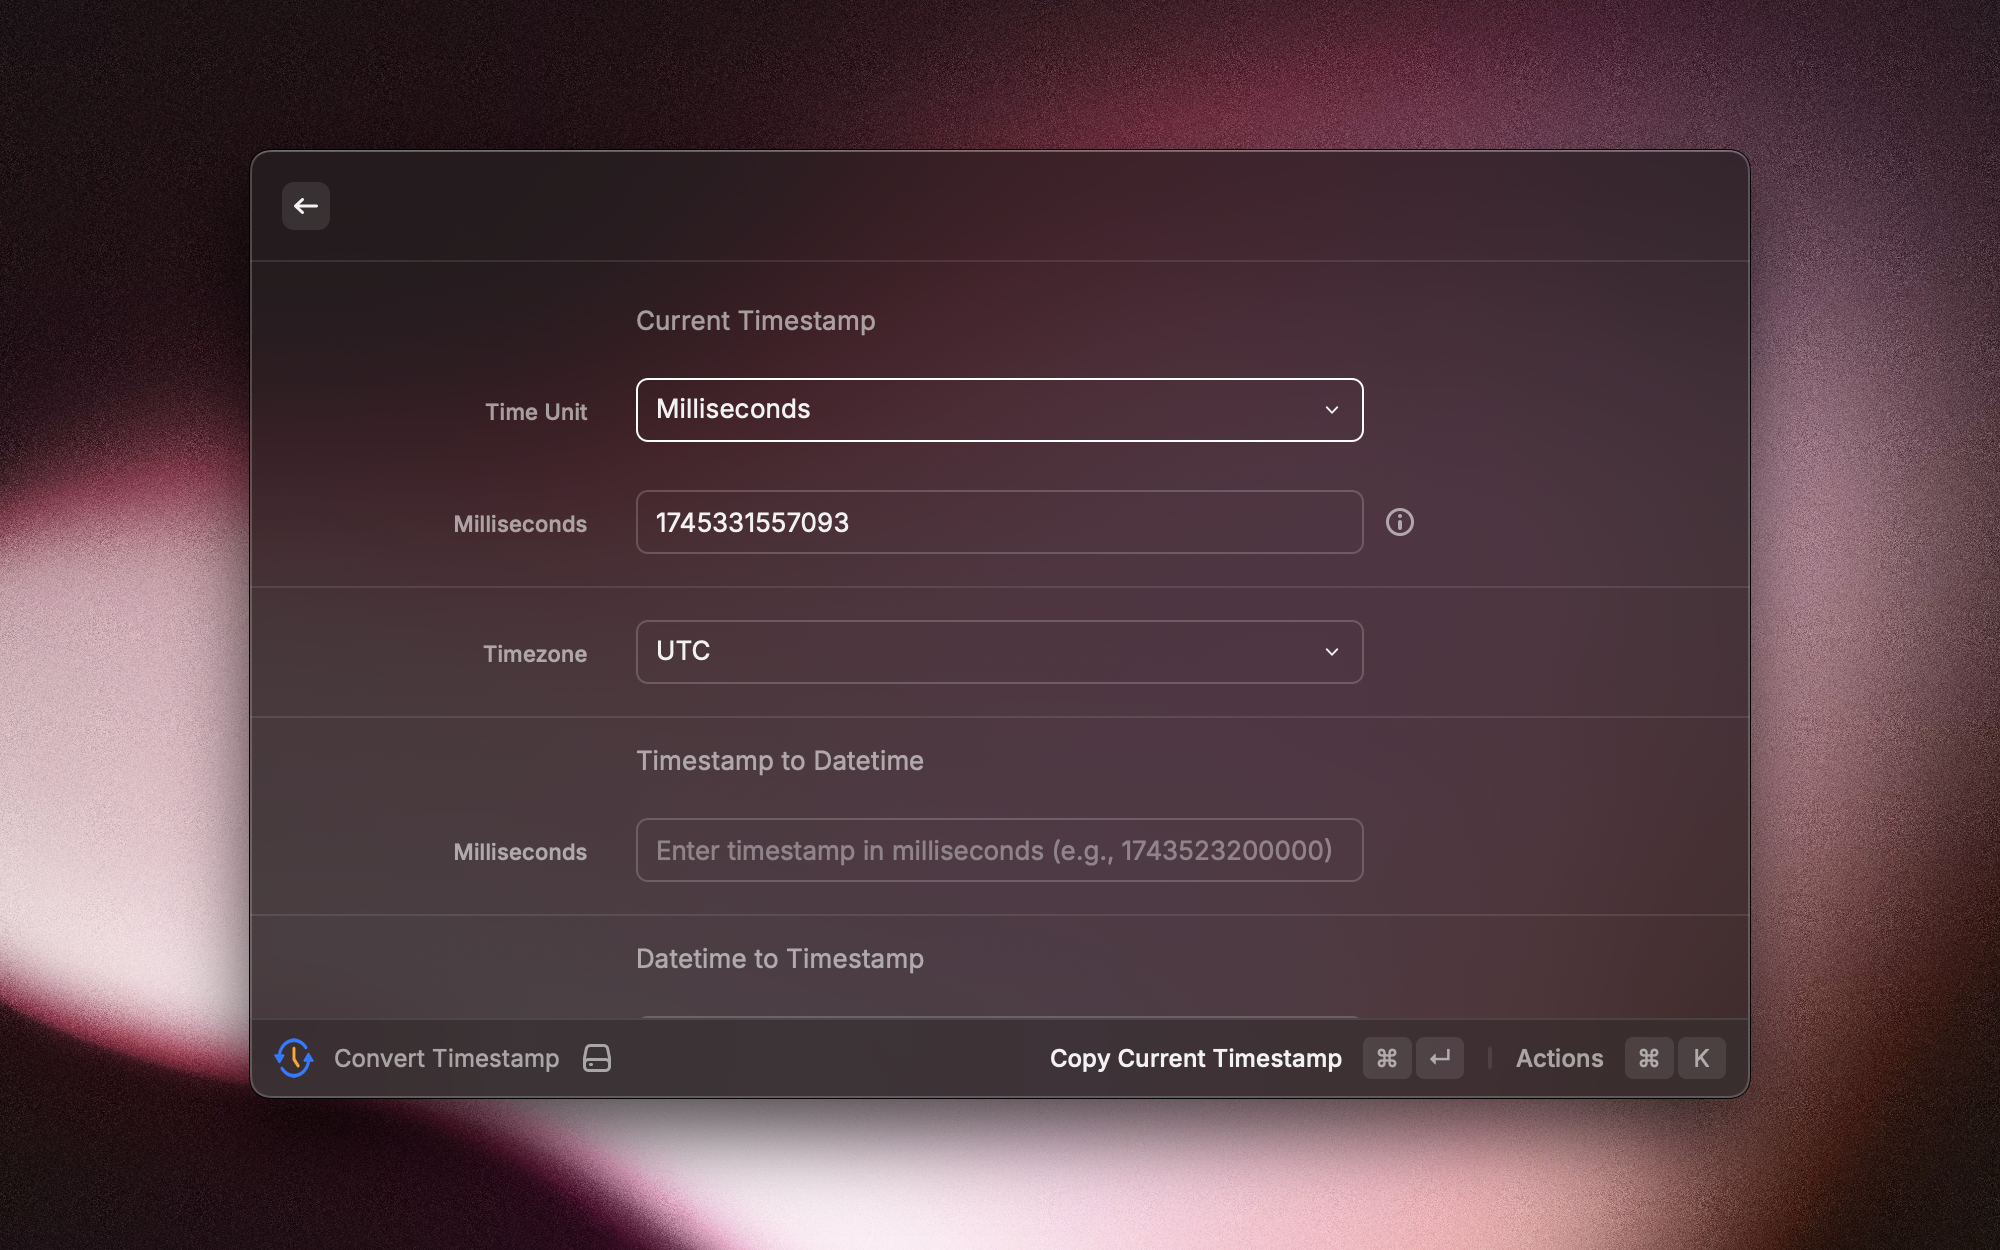 Current Timestamp
Time Unit Milliseconds
Milliseconds 1745331557093
Timezone UTC
Timestamp to Datetime
Milliseconds Enter timestamp in milliseconds (e.g., 1743523200000)
Datetime to Timestamp
Convert Timestamp Copy Current Timestamp ⌘ ↵ Actions ⌘ K